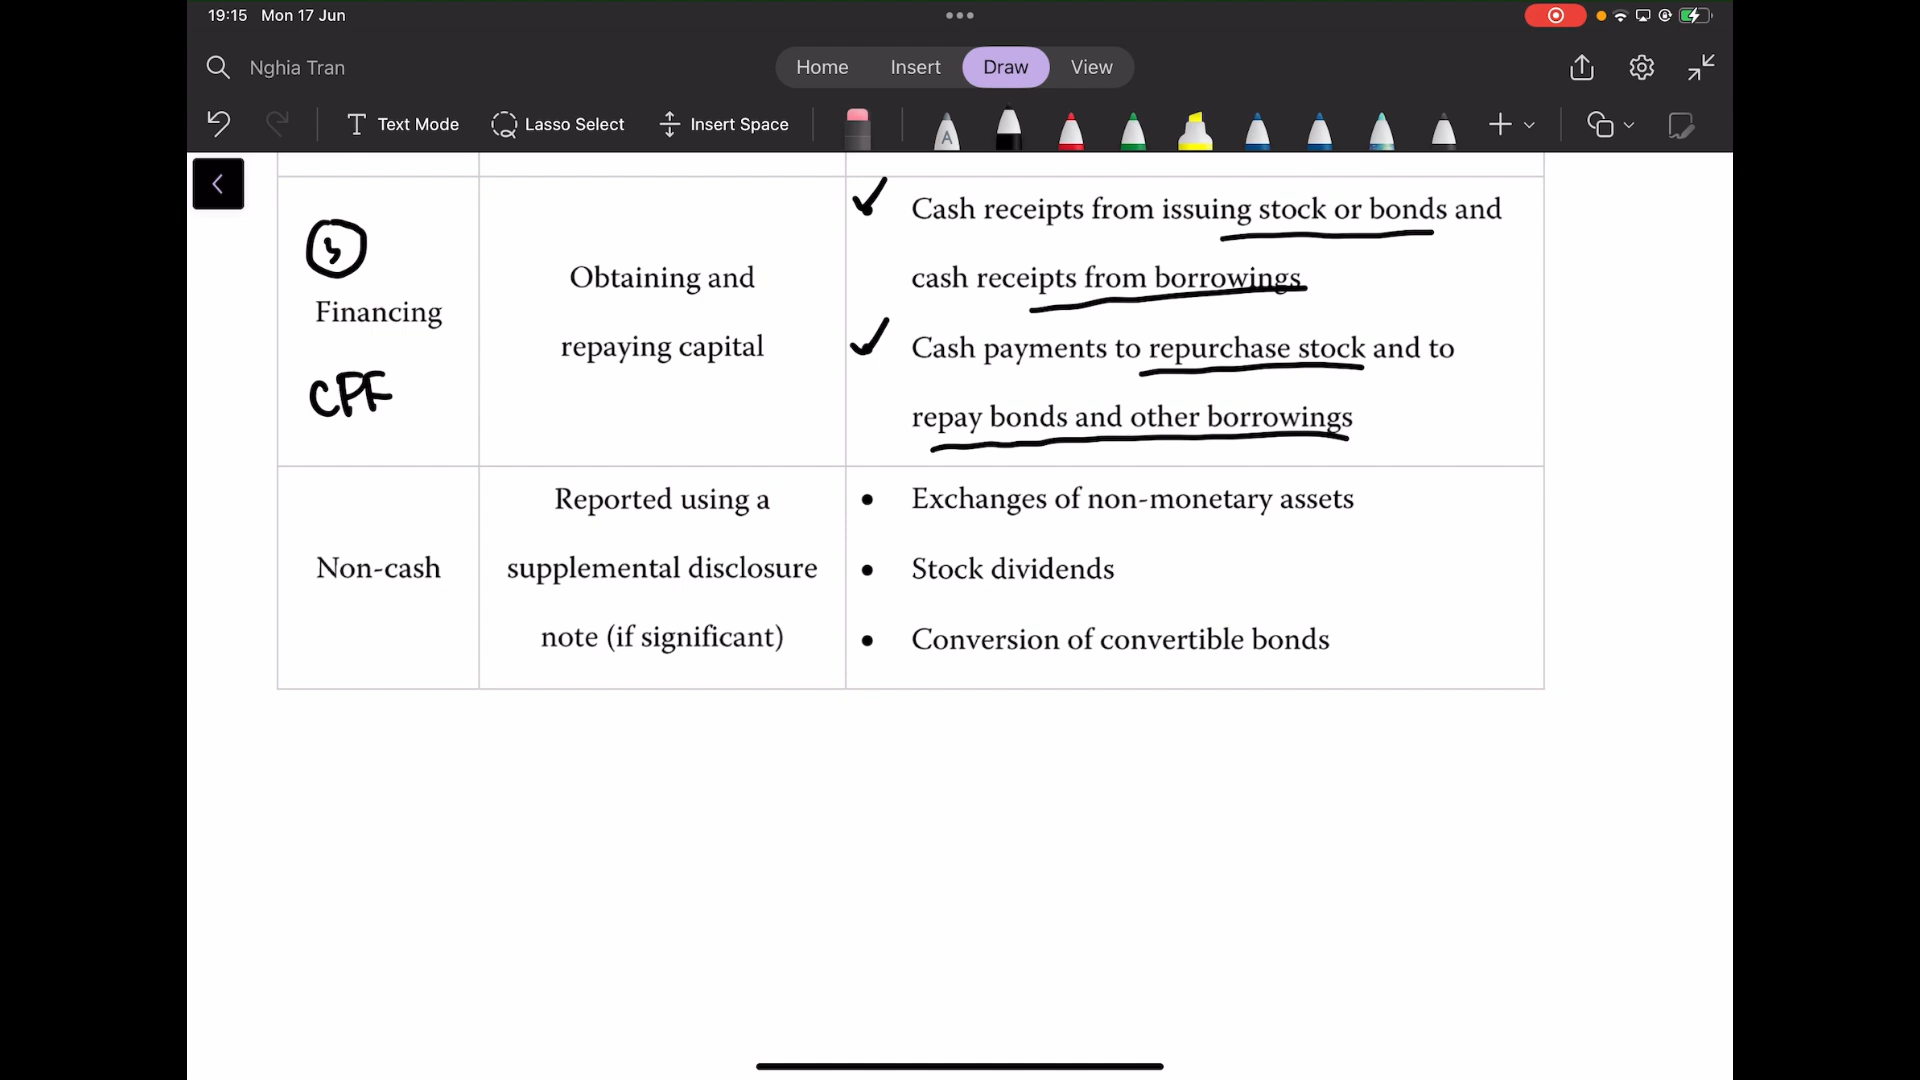 19:15 Mon 17 Jun
Nghia Tran
Home Insert Draw View
Text Mode Lasso Select Insert Space
A
3
Financing
CFF
Obtaining and
repaying capital
Cash receipts from issuing stock or bonds and
cash receipts from borrowings
Cash payments to repurchase stock and to
repay bonds and other borrowings
Non-cash
Reported using a
supplemental disclosure
note (if significant)
• Exchanges of non-monetary assets
• Stock dividends
• Conversion of convertible bonds